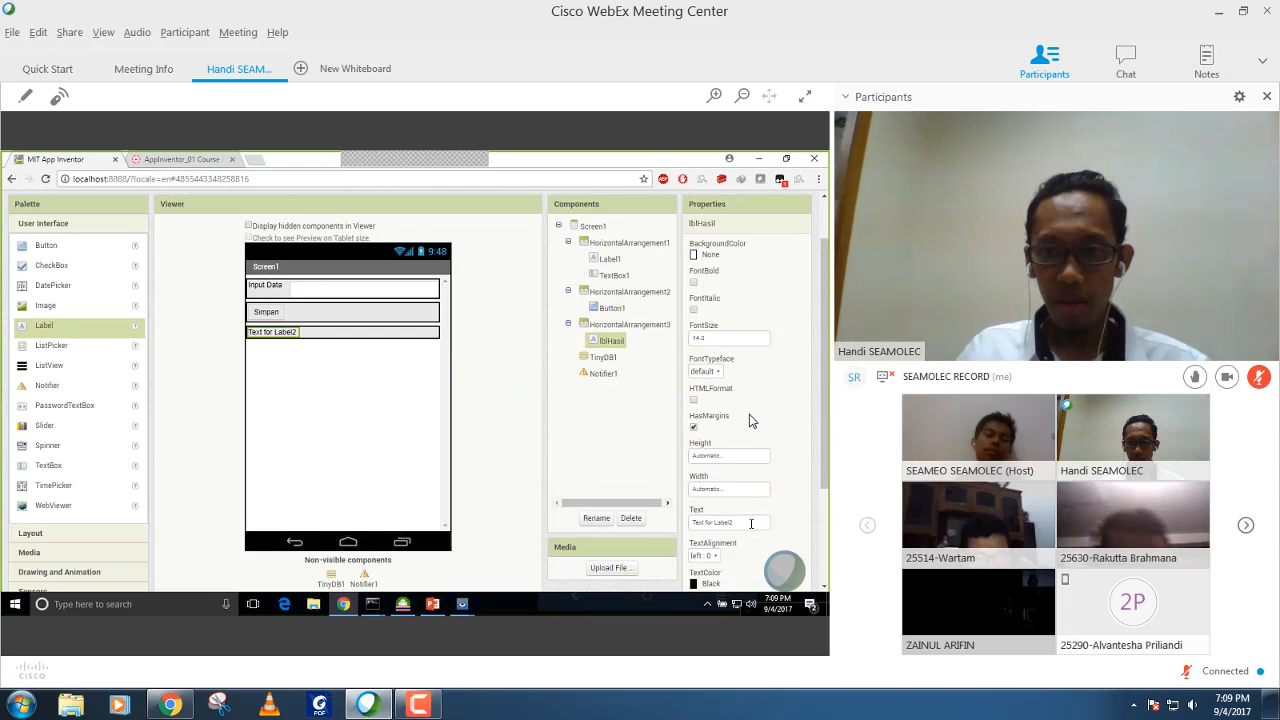 Cisco WebEx Meeting Center
File Edit Share View Audio Participant Meeting Help
Quick Start
Meeting Info
Handi SEAM...
New Whiteboard
Participants
Chat
Notes
Participants
MIT App Inventor
AppInventor_01 Course
localhost:8888/?locale=en#4855443348258816
Palette
User Interface
Button
CheckBox
DatePicker
Image
Label
ListPicker
ListView
Notifier
PasswordTextBox
Slider
Spinner
TextBox
TimePicker
WebViewer
Layout
Media
Drawing and Animation
Viewer
Display hidden components in Viewer
Check to see Preview on Tablet size.
9:48
Screen1
Input Data
Simpan
Text for Label2
Non-visible components
TinyDB1
Notifier1
Components
Screen1
HorizontalArrangement1
Label1
TextBox1
HorizontalArrangement2
Button1
HorizontalArrangement3
lblHasil
TinyDB1
Notifier1
Rename
Delete
Media
Upload File ...
Properties
lblHasil
BackgroundColor
None
FontBold
FontItalic
FontSize
14.0
FontTypeface
default
HTMLFormat
HasMargins
Height
Automatic...
Width
Automatic...
Text
Text for Label2
TextAlignment
left : 0
TextColor
Black
Type here to search
7:09 PM
9/4/2017
2
Handi SEAMOLEC
SR
SEAMOLEC RECORD (me)
SEAMEO SEAMOLEC (Host)
Handi SEAMOLEC
25514-Wartam
25630-Rakutta Brahmana
ZAINUL ARIFIN
2P
25290-Alvantesha Priliandi
CISCO
Connected
PDF
7:09 PM
9/4/2017